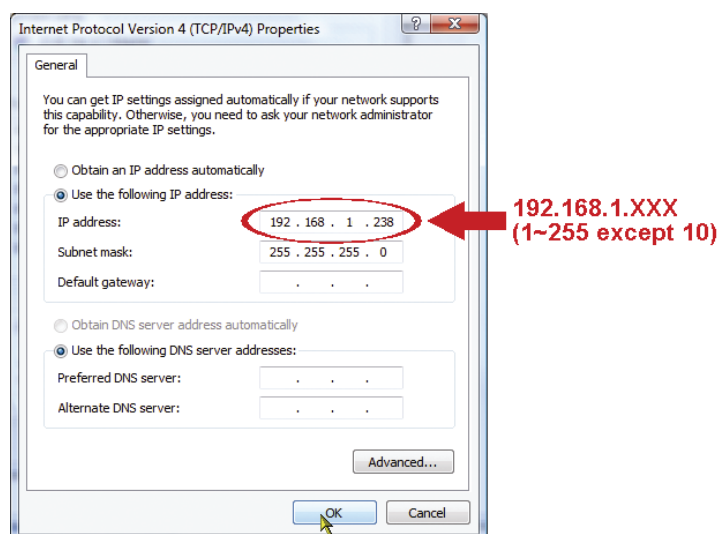 Internet Protocol Version 4 (TCP/IPv4) Properties
General
You can get IP settings assigned automatically if your network supports
this capability. Otherwise, you need to ask your network administrator
for the appropriate IP settings.
Obtain an IP address automatically
Use the following IP address:
IP address: 192 . 168 . 1 . 238
192.168.1.XXX
(1~255 except 10)
Subnet mask: 255 . 255 . 255 . 0
Default gateway: . . .
Obtain DNS server address automatically
Use the following DNS server addresses:
Preferred DNS server: . . .
Alternate DNS server: . . .
Advanced...
OK Cancel